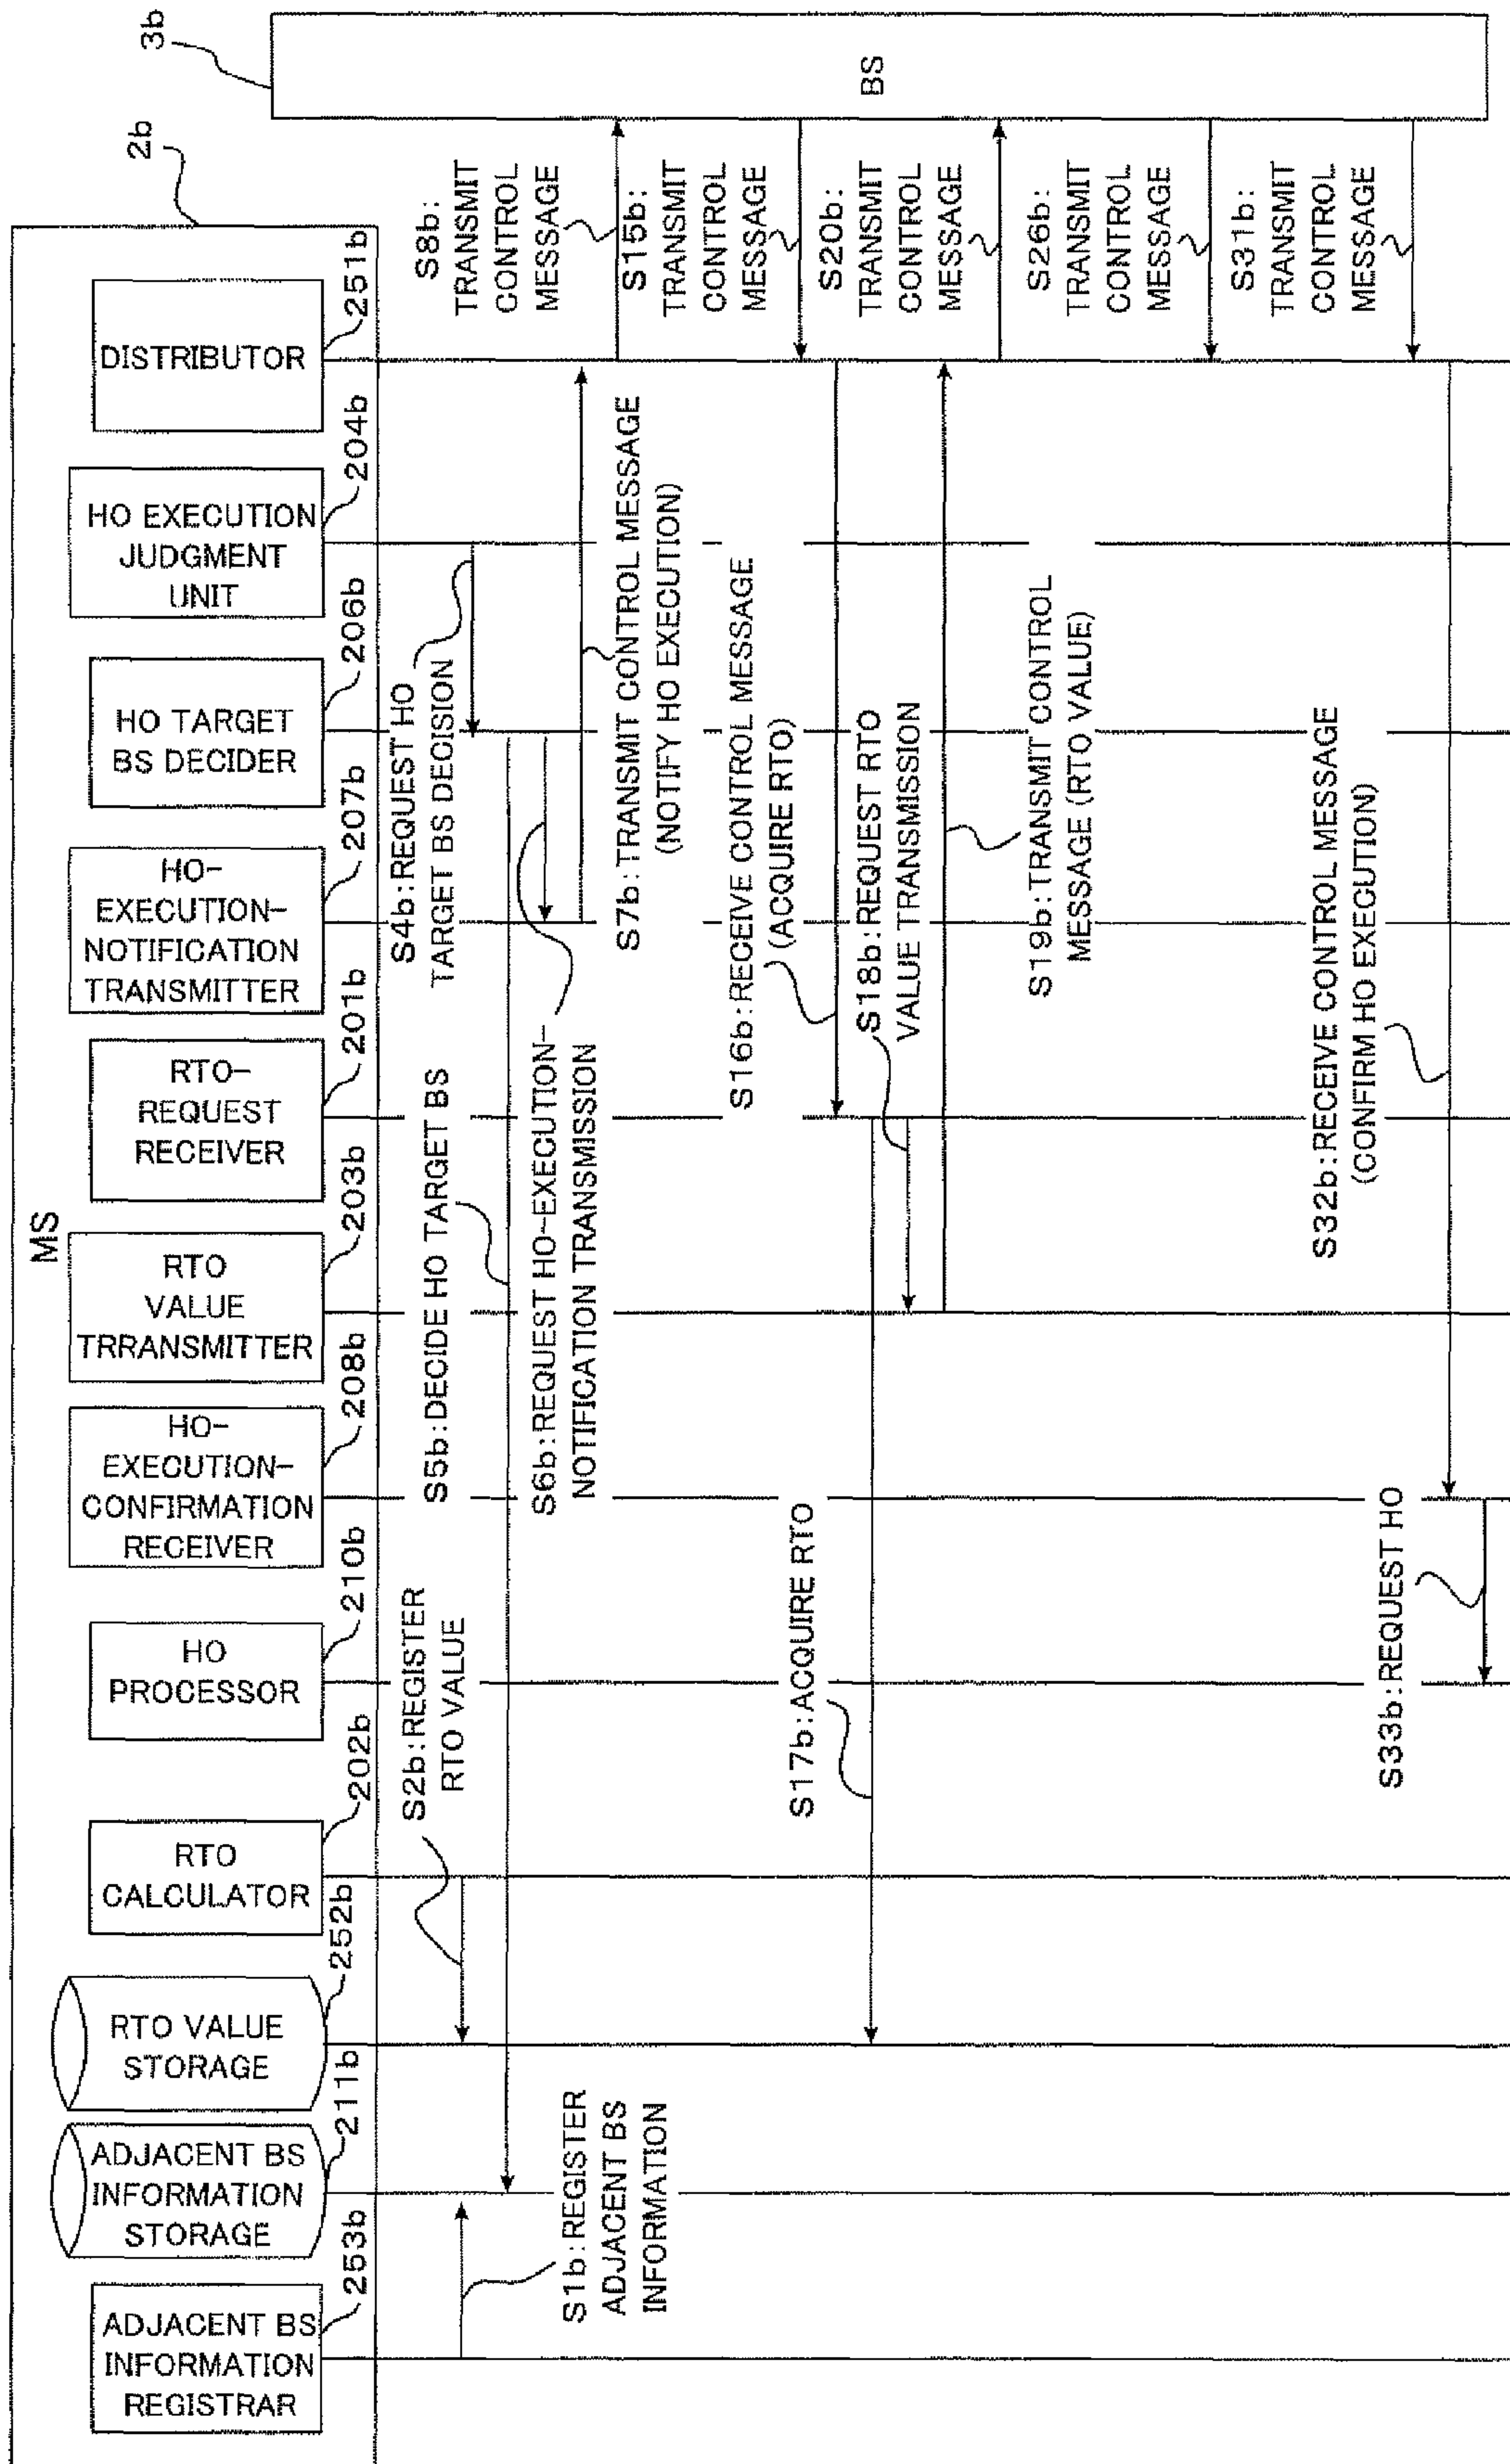 MS
2b
3b
BS
ADJACENT BS
INFORMATION
REGISTRAR
253b
ADJACENT BS
INFORMATION
STORAGE
211b
RTO VALUE
STORAGE
252b
RTO
CALCULATOR
202b
HO
PROCESSOR
210b
HO-
EXECUTION-
CONFIRMATION
RECEIVER
208b
RTO
VALUE
TRRANSMITTER
203b
RTO-
REQUEST
RECEIVER
201b
HO-
EXECUTION-
NOTIFICATION
TRANSMITTER
207b
HO TARGET
BS DECIDER
206b
HO EXECUTION
JUDGMENT
UNIT
204b
DISTRIBUTOR
251b
S1b:REGISTER
ADJACENT BS
INFORMATION
S2b:REGISTER
RTO VALUE
S4b:REQUEST HO
TARGET BS DECISION
S5b:DECIDE HO TARGET BS
S6b:REQUEST HO-EXECUTION-
NOTIFICATION TRANSMISSION
S7b:TRANSMIT CONTROL MESSAGE
(NOTIFY HO EXECUTION)
S8b:
TRANSMIT
CONTROL
MESSAGE
S15b:
TRANSMIT
CONTROL
MESSAGE
S16b:RECEIVE CONTROL MESSAGE
(ACQUIRE RTO)
S17b:ACQUIRE RTO
S18b:REQUEST RTO
VALUE TRANSMISSION
S19b:TRANSMIT CONTROL
MESSAGE (RTO VALUE)
S20b:
TRANSMIT
CONTROL
MESSAGE
S26b:
TRANSMIT
CONTROL
MESSAGE
S31b:
TRANSMIT
CONTROL
MESSAGE
S32b:RECEIVE CONTROL MESSAGE
(CONFIRM HO EXECUTION)
S33b:REQUEST HO